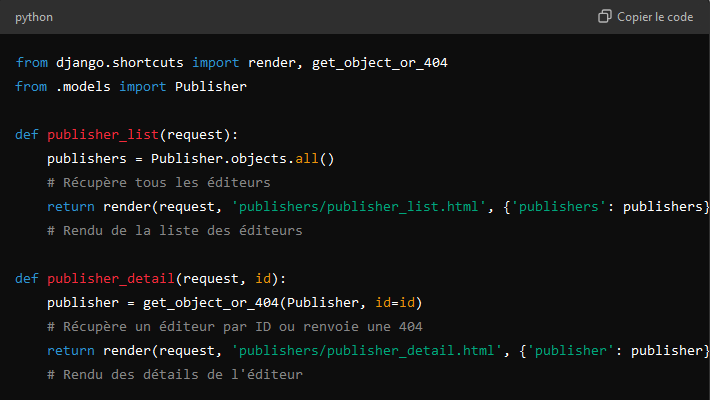 python
Copier le code
from django.shortcuts import render, get_object_or_404
from .models import Publisher
def publisher_list(request):
publishers = Publisher.objects.all()
# Récupère tous les éditeurs
return render(request, 'publishers/publisher_list.html', {'publishers': publishers}
# Rendu de la liste des éditeurs
def publisher_detail(request, id):
publisher = get_object_or_404(Publisher, id=id)
# Récupère un éditeur par ID ou renvoie une 404
return render(request, 'publishers/publisher_detail.html', {'publisher': publisher}
# Rendu des détails de l'éditeur